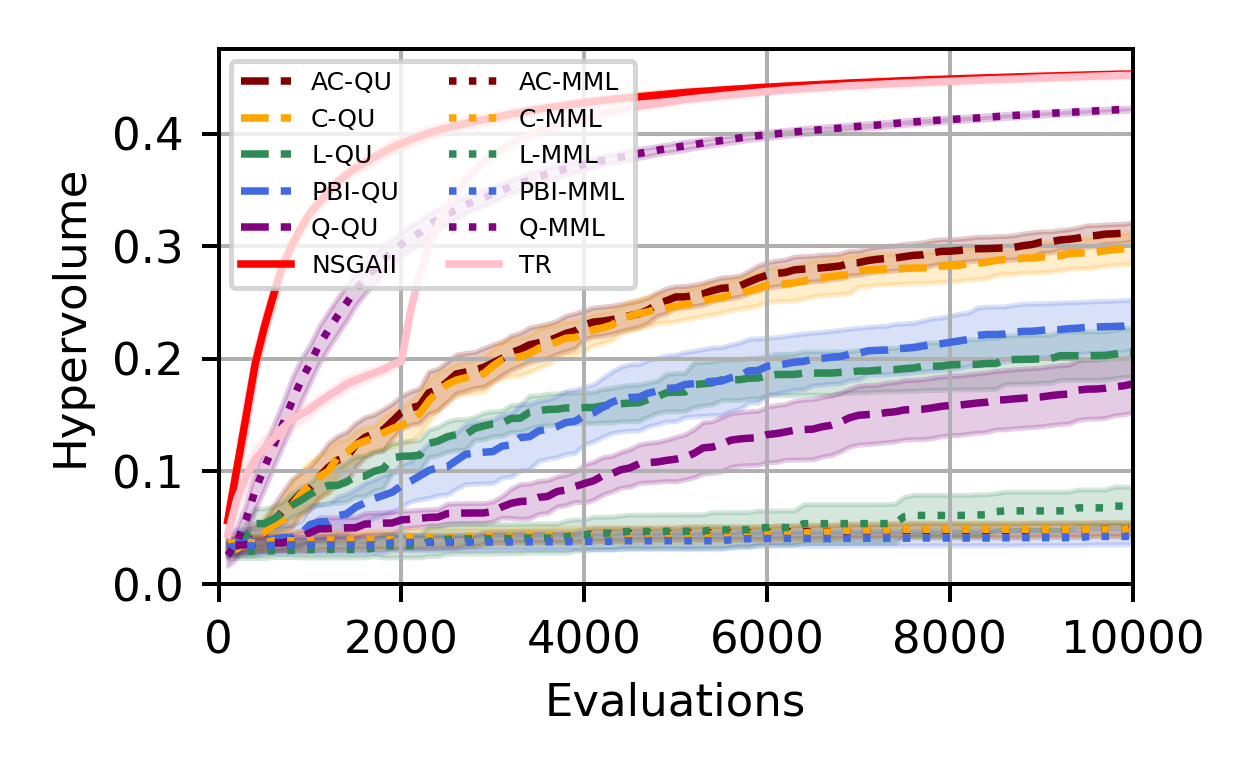 Hypervolume
0.4
0.3
0.2
0.1
0.0
AC-QU AC-MML
C-QU C-MML
L-QU L-MML
PBI-QU PBI-MML
Q-QU Q-MML
NSGAII TR
0 2000 4000 6000 8000 10000
Evaluations